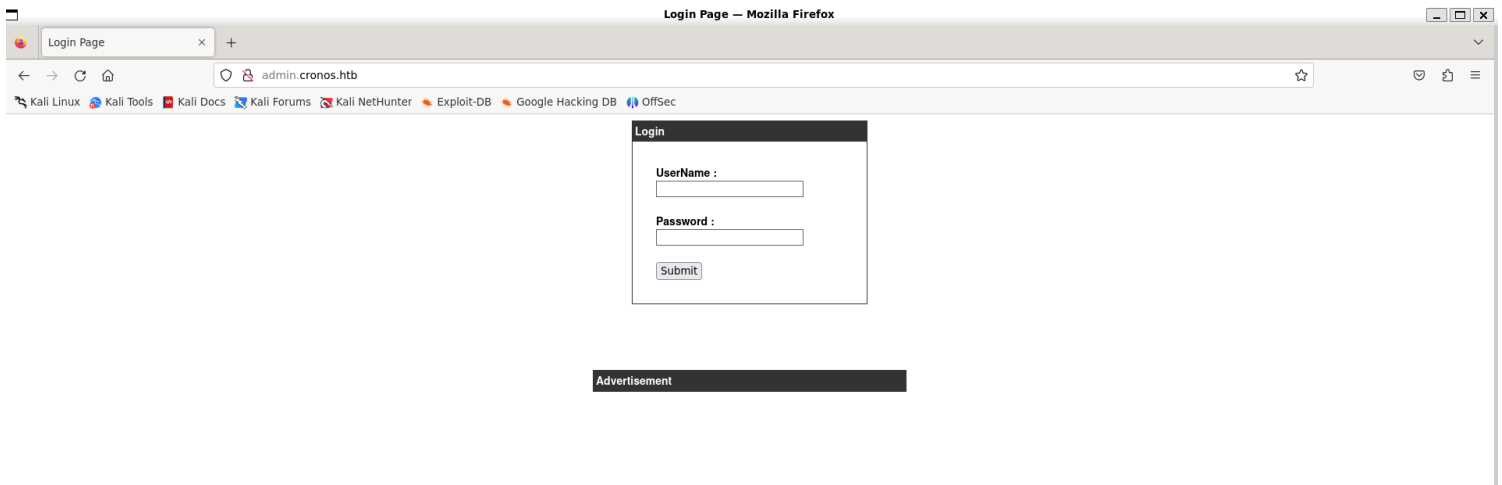 Login Page — Mozilla Firefox
Login Page
admin.cronos.htb
Kali Linux Kali Tools Kali Docs Kali Forums Kali NetHunter Exploit-DB Google Hacking DB OffSec
Login
UserName :
Password :
Submit
Advertisement